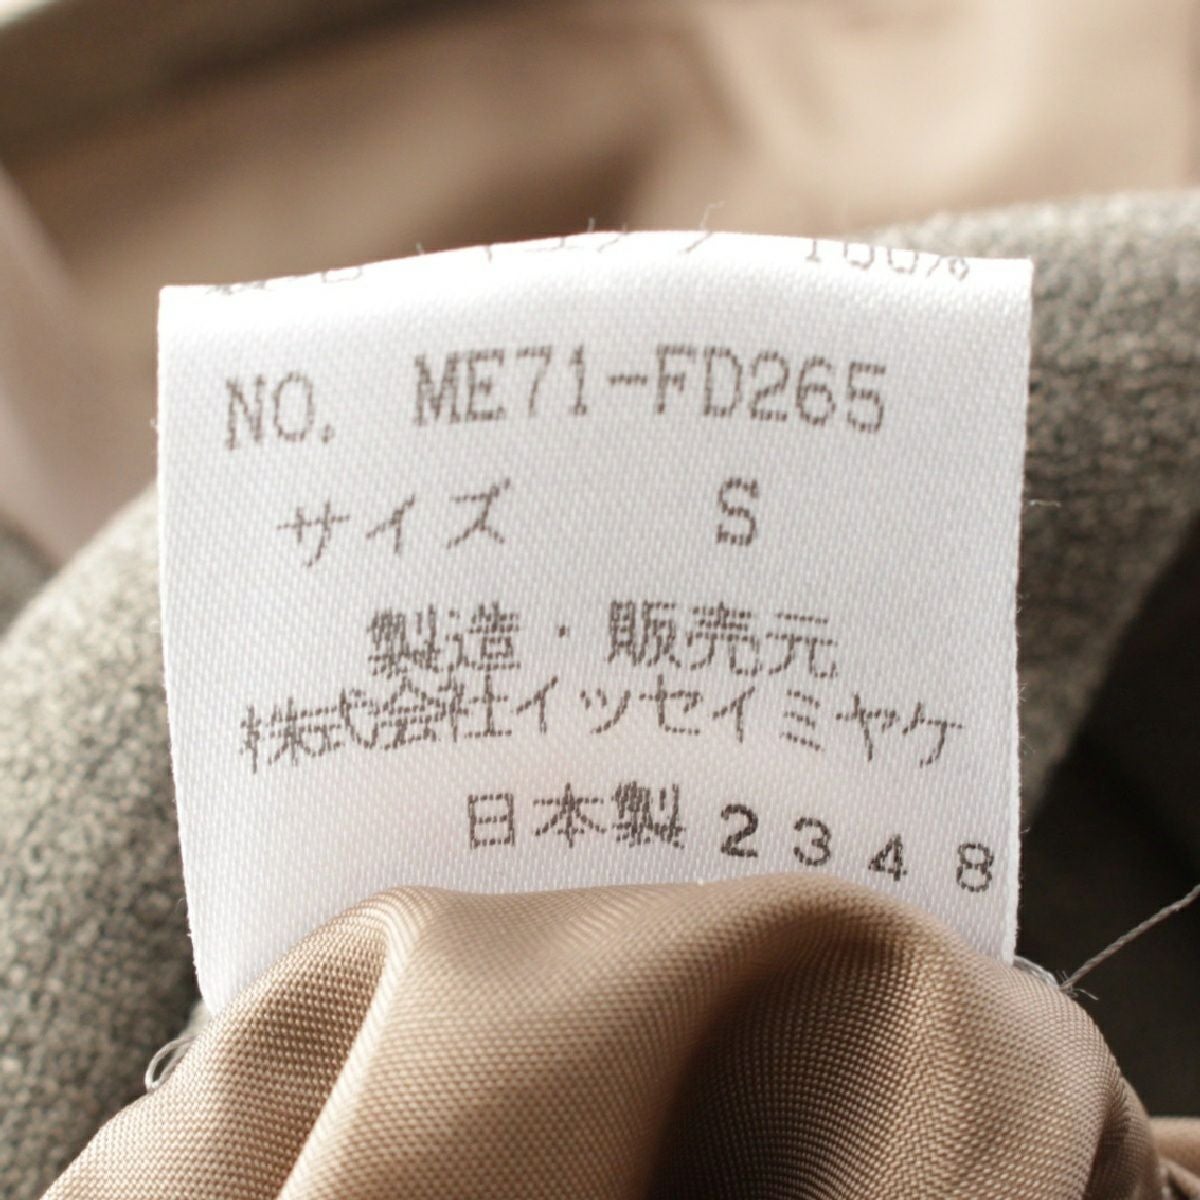 100%
NO. ME71-FD265
サイズ S
製造・販売元
株式会社イッセイミヤケ
日本製 2348